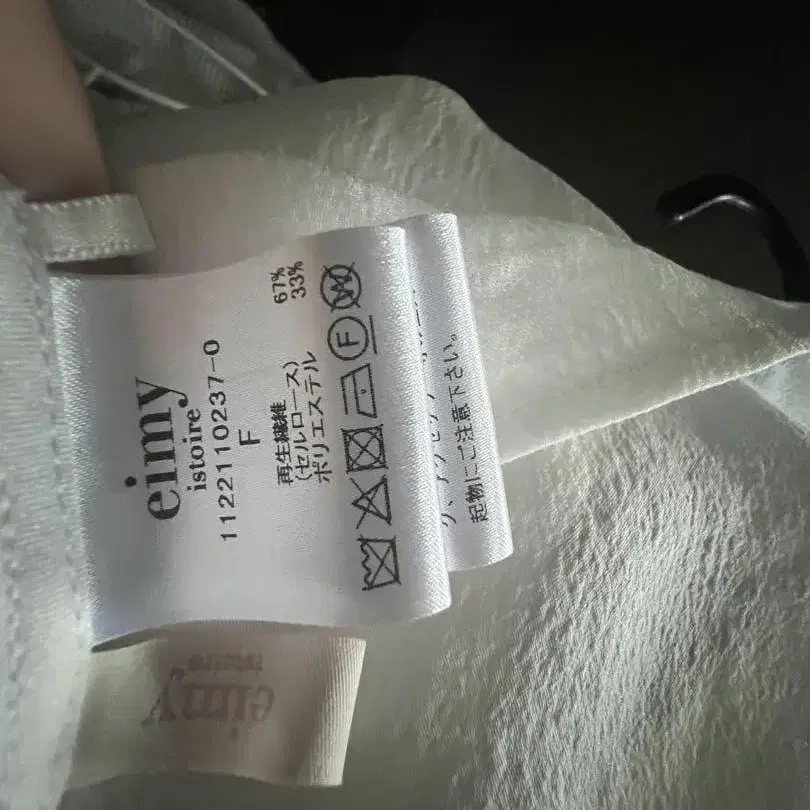 eimy
istoire
1122110237-0
F
再生繊維
(セルロース) 67%
ポリエステル 33%
F W
起物にご注意下さい。
eimy
istoire